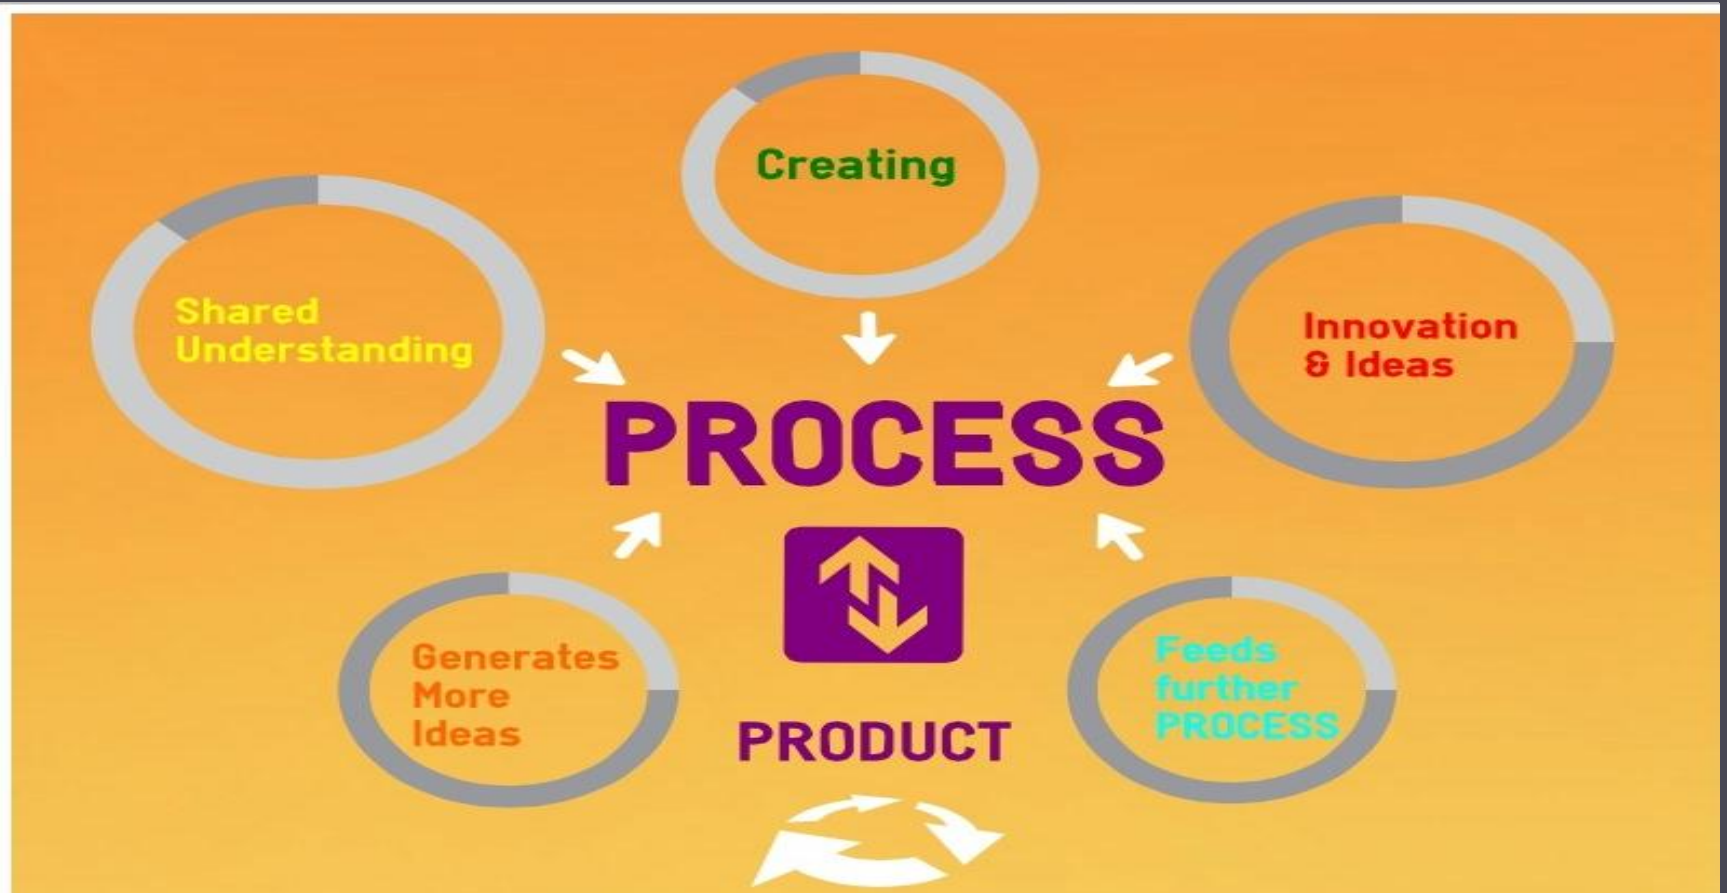 Creating
Shared
Understanding
Innovation
& Ideas
PROCESS
Generates
More
Ideas
Feeds
further
PROCESS
PRODUCT